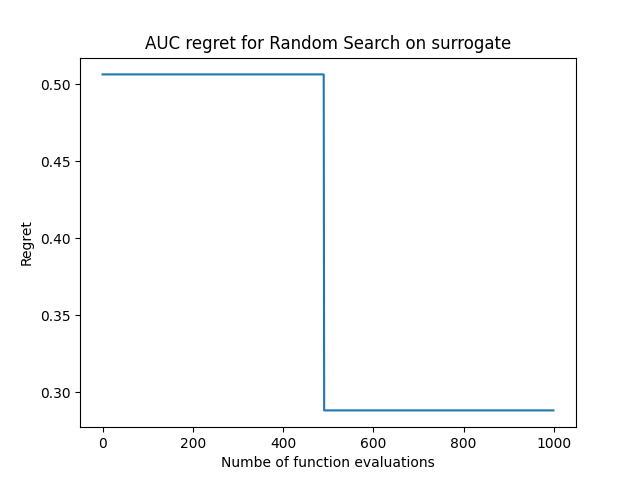 AUC regret for Random Search on surrogate
Regret
0.50
0.45
0.40
0.35
0.30
0 200 400 600 800 1000
Numbe of function evaluations